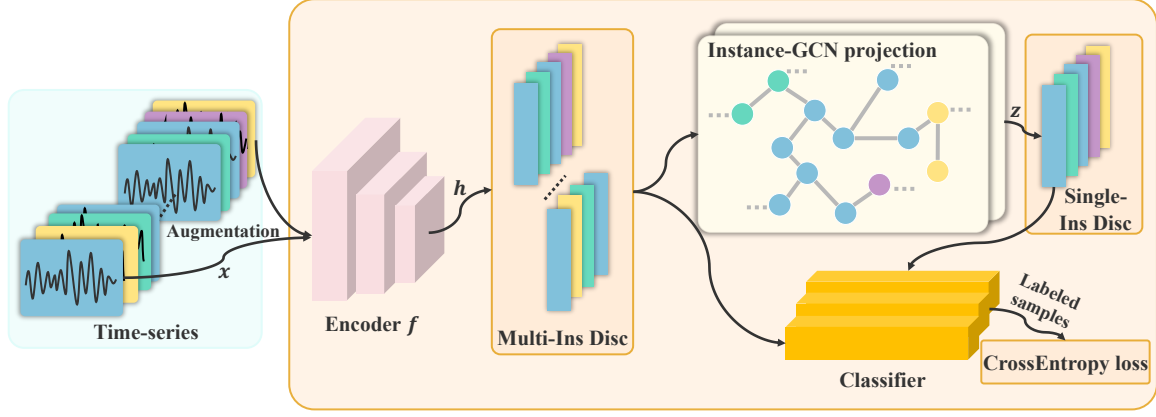 Instance-GCN projection
Augmentation
x
Time-series
Encoder f
h
Multi-Ins Disc
z
Single-
Ins Disc
Labeled
samples
Classifier
CrossEntropy loss